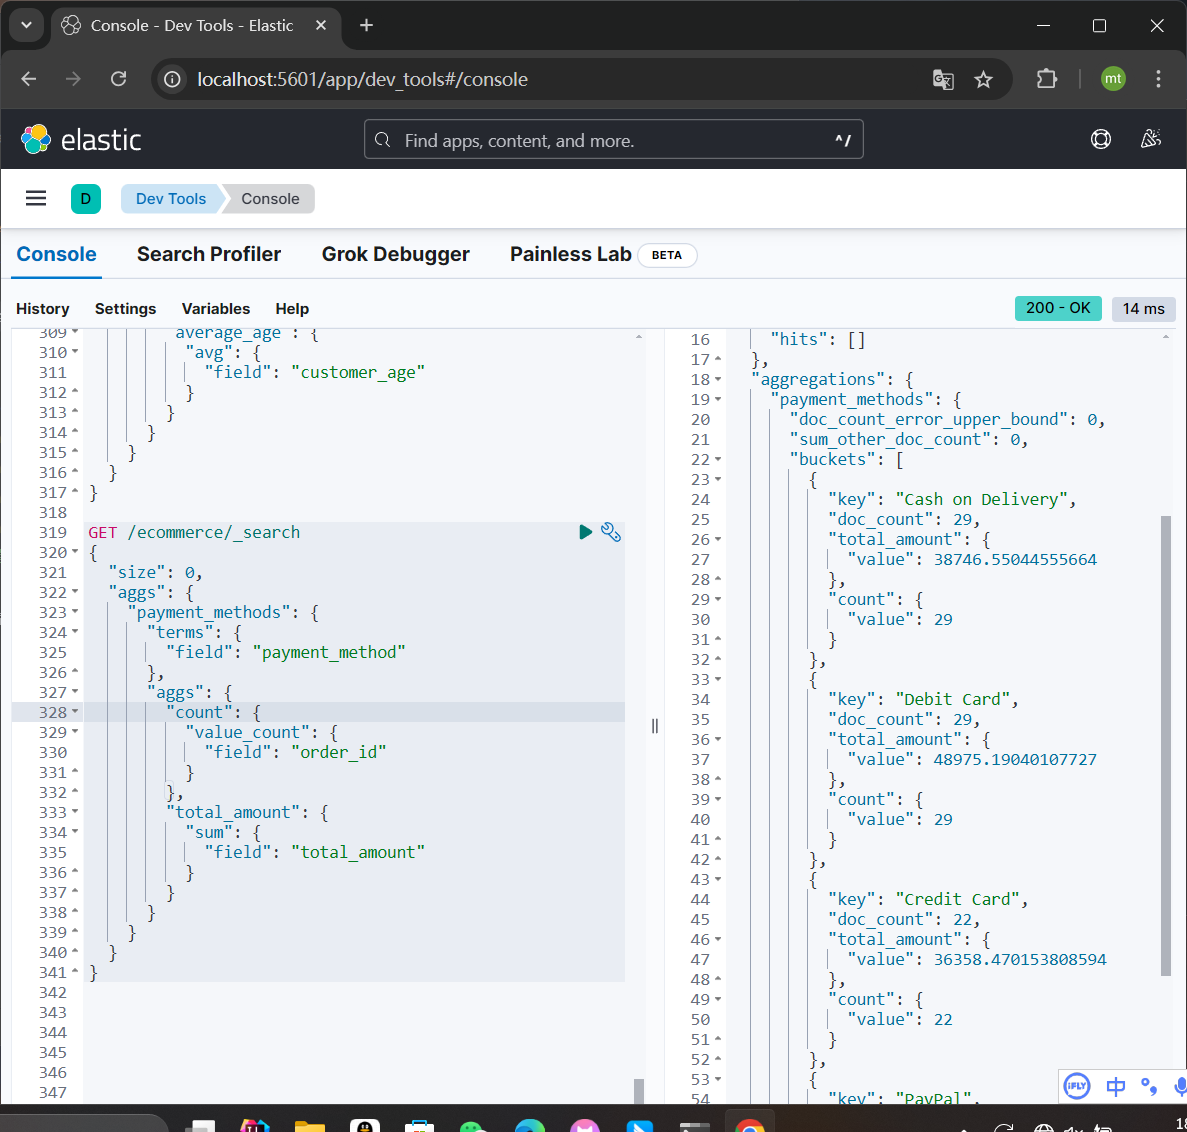 Console - Dev Tools - Elastic
localhost:5601/app/dev_tools#/console
mt
elastic
Find apps, content, and more.
^/
D
Dev Tools
Console
Console
Search Profiler
Grok Debugger
Painless Lab
BETA
History
Settings
Variables
Help
200 - OK
14 ms
309 average_age": {
310 "avg": {
311 "field": "customer_age"
312 }
313 }
314 }
315 }
316 }
317 }
318
319 GET /ecommerce/_search
320 {
321 "size": 0,
322 "aggs": {
323 "payment_methods": {
324 "terms": {
325 "field": "payment_method"
326 },
327 "aggs": {
328 "count": {
329 "value_count": {
330 "field": "order_id"
331 }
332 },
333 "total_amount": {
334 "sum": {
335 "field": "total_amount"
336 }
337 }
338 }
339 }
340 }
341 }
342
343
344
345
346
347
16 "hits": []
17 },
18 "aggregations": {
19 "payment_methods": {
20 "doc_count_error_upper_bound": 0,
21 "sum_other_doc_count": 0,
22 "buckets": [
23 {
24 "key": "Cash on Delivery",
25 "doc_count": 29,
26 "total_amount": {
27 "value": 38746.55044555664
28 },
29 "count": {
30 "value": 29
31 }
32 },
33 {
34 "key": "Debit Card",
35 "doc_count": 29,
36 "total_amount": {
37 "value": 48975.19040107727
38 },
39 "count": {
40 "value": 29
41 }
42 },
43 {
44 "key": "Credit Card",
45 "doc_count": 22,
46 "total_amount": {
47 "value": 36358.470153808594
48 },
49 "count": {
50 "value": 22
51 }
52 },
53 {
54 "key": "PayPal",
iFLY 中